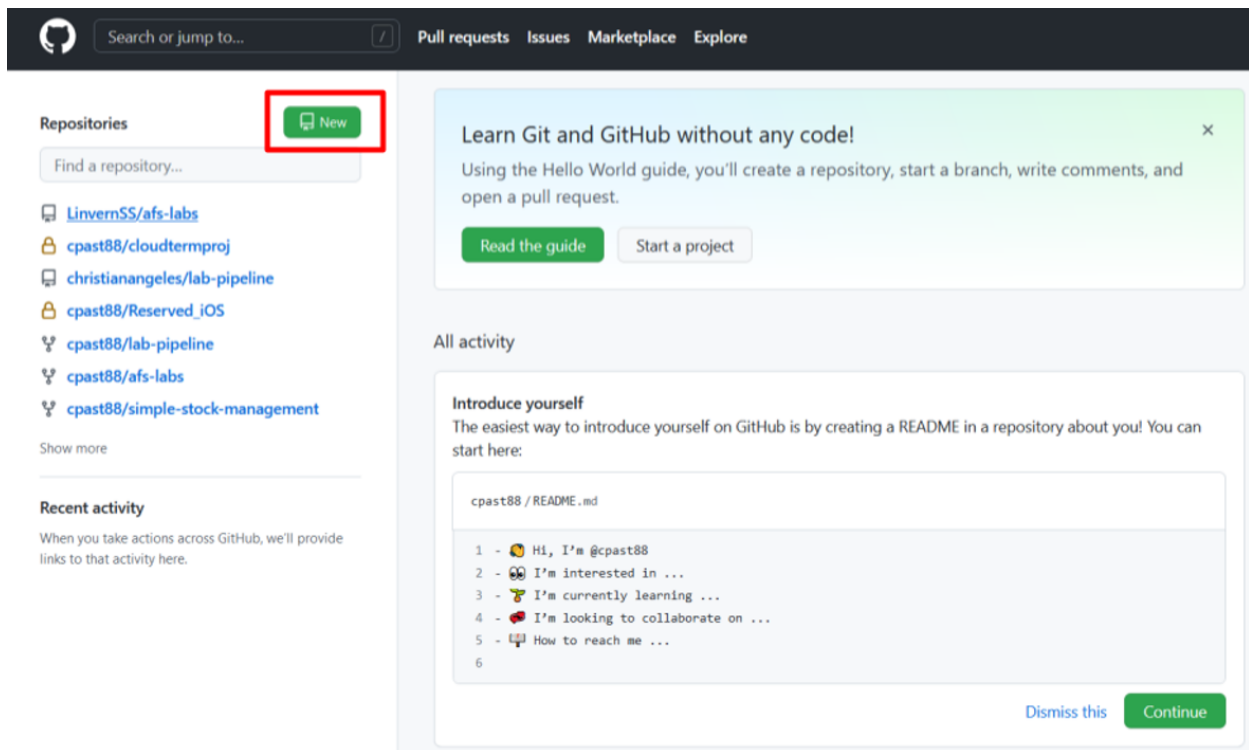 Search or jump to... /
Pull requests Issues Marketplace Explore
Repositories
New
Find a repository...
LinvernSS/afs-labs
cpast88/cloudtermproj
christianangeles/lab-pipeline
cpast88/Reserved_iOS
cpast88/lab-pipeline
cpast88/afs-labs
cpast88/simple-stock-management
Show more
Recent activity
When you take actions across GitHub, we'll provide
links to that activity here.
Learn Git and GitHub without any code!
Using the Hello World guide, you'll create a repository, start a branch, write comments, and
open a pull request.
Read the guide Start a project
All activity
Introduce yourself
The easiest way to introduce yourself on GitHub is by creating a README in a repository about you! You can
start here:
cpast88 / README.md
1 - 👋 Hi, I'm @cpast88
2 - 👀 I'm interested in ...
3 - 🌱 I'm currently learning ...
4 - 💞️ I'm looking to collaborate on ...
5 - 📫 How to reach me ...
6
Dismiss this Continue